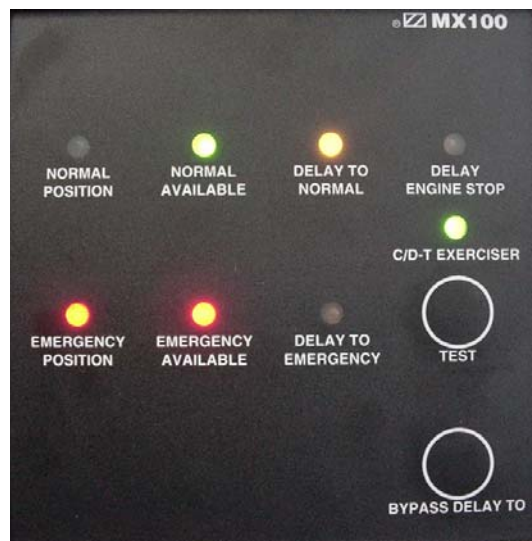 ® MX100
NORMAL
POSITION
NORMAL
AVAILABLE
DELAY TO
NORMAL
DELAY
ENGINE STOP
C/D-T EXERCISER
EMERGENCY
POSITION
EMERGENCY
AVAILABLE
DELAY TO
EMERGENCY
TEST
BYPASS DELAY TO